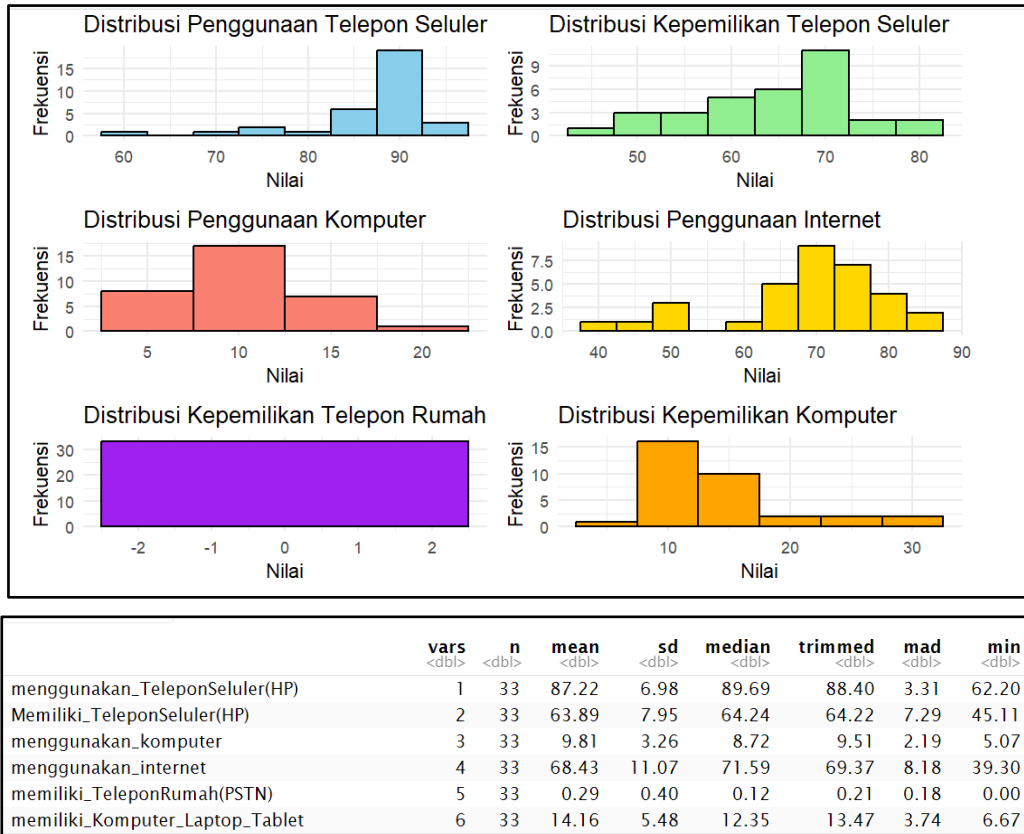 Distribusi Penggunaan Telepon Seluler
Frekuensi
15
10
5
0
60 70 80 90
Nilai
Distribusi Kepemilikan Telepon Seluler
Frekuensi
9
6
3
0
50 60 70 80
Nilai
Distribusi Penggunaan Komputer
Frekuensi
15
10
5
0
5 10 15 20
Nilai
Distribusi Penggunaan Internet
Frekuensi
7.5
5.0
2.5
0.0
40 50 60 70 80 90
Nilai
Distribusi Kepemilikan Telepon Rumah
Frekuensi
30
20
10
0
-2 -1 0 1 2
Nilai
Distribusi Kepemilikan Komputer
Frekuensi
15
10
5
0
10 20 30
Nilai
vars n mean sd median trimmed mad min
<dbl> <dbl> <dbl> <dbl> <dbl> <dbl> <dbl> <dbl>
menggunakan_TeleponSeluler(HP) 1 33 87.22 6.98 89.69 88.40 3.31 62.20
Memiliki_TeleponSeluler(HP) 2 33 63.89 7.95 64.24 64.22 7.29 45.11
menggunakan_komputer 3 33 9.81 3.26 8.72 9.51 2.19 5.07
menggunakan_internet 4 33 68.43 11.07 71.59 69.37 8.18 39.30
memiliki_TeleponRumah(PSTN) 5 33 0.29 0.40 0.12 0.21 0.18 0.00
memiliki_Komputer_Laptop_Tablet 6 33 14.16 5.48 12.35 13.47 3.74 6.67